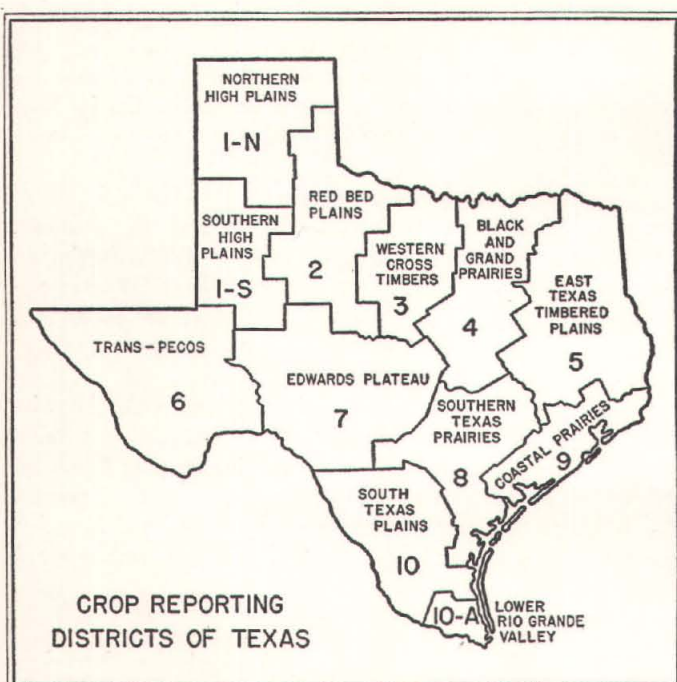 NORTHERN
HIGH PLAINS
1-N
SOUTHERN
HIGH
PLAINS
1-S
RED BED
PLAINS
2
WESTERN
CROSS
TIMBERS
3
BLACK
AND
GRAND
PRAIRIES
4
EAST
TEXAS
TIMBERED
PLAINS
5
TRANS-PECOS
6
EDWARDS PLATEAU
7
SOUTHERN
TEXAS
PRAIRIES
8
COASTAL PRAIRIES
9
SOUTH
TEXAS
PLAINS
10
10-A
LOWER
RIO GRANDE
VALLEY
CROP REPORTING
DISTRICTS OF TEXAS